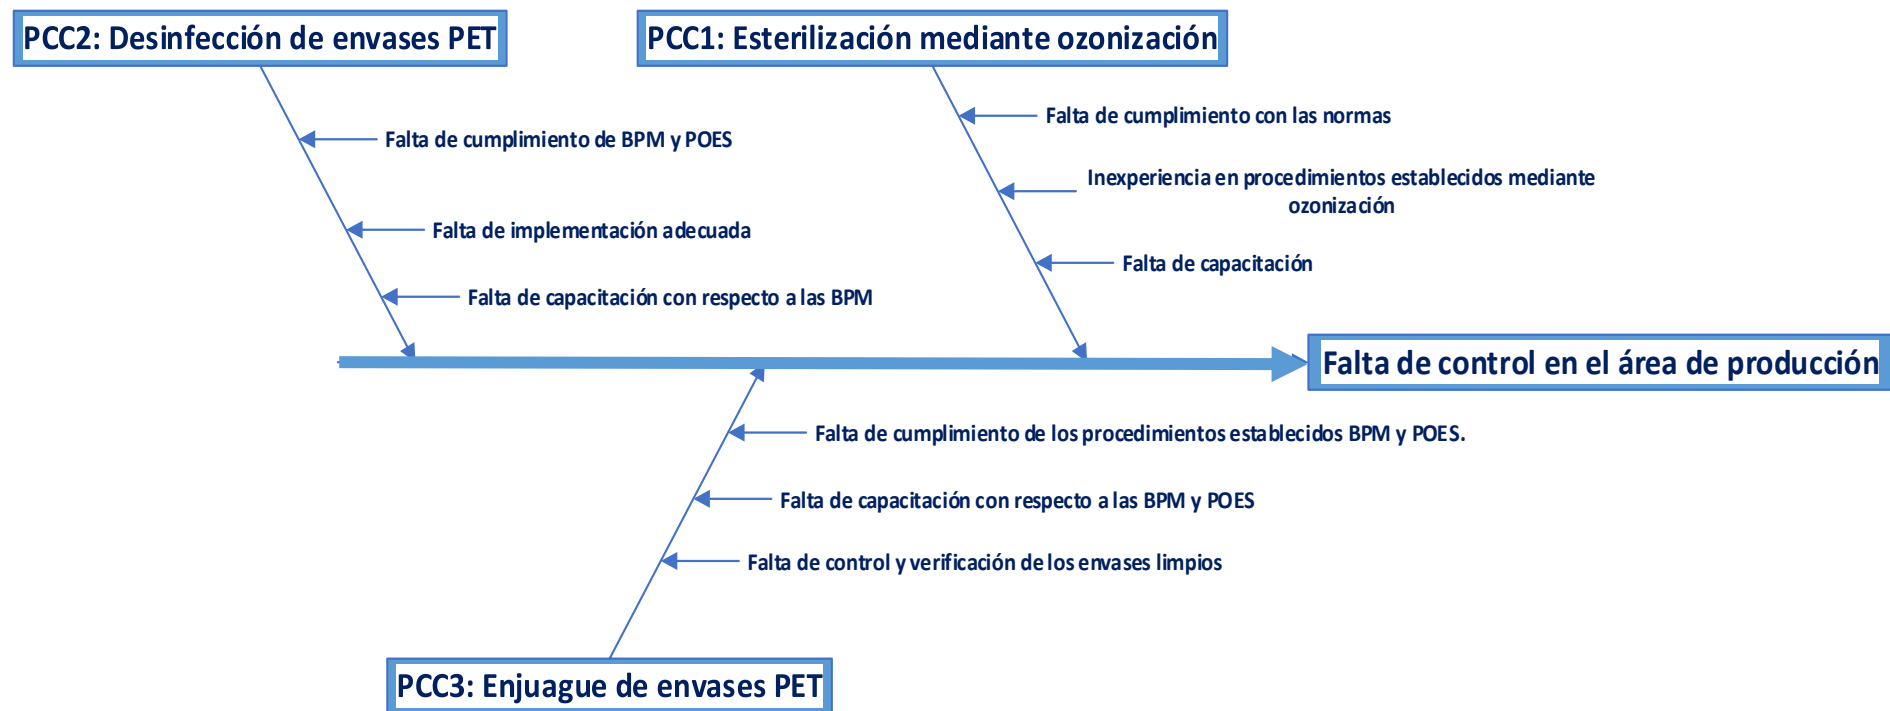 PCC2: Desinfección de envases PET
PCC1: Esterilización mediante ozonización
Falta de cumplimiento de BPM y POES
Falta de implementación adecuada
Falta de capacitación con respecto a las BPM
Falta de cumplimiento con las normas
Inexperiencia en procedimientos establecidos mediante
ozonización
Falta de capacitación
Falta de control en el área de producción
Falta de cumplimiento de los procedimientos establecidos BPM y POES.
Falta de capacitación con respecto a las BPM y POES
Falta de control y verificación de los envases limpios
PCC3: Enjuague de envases PET